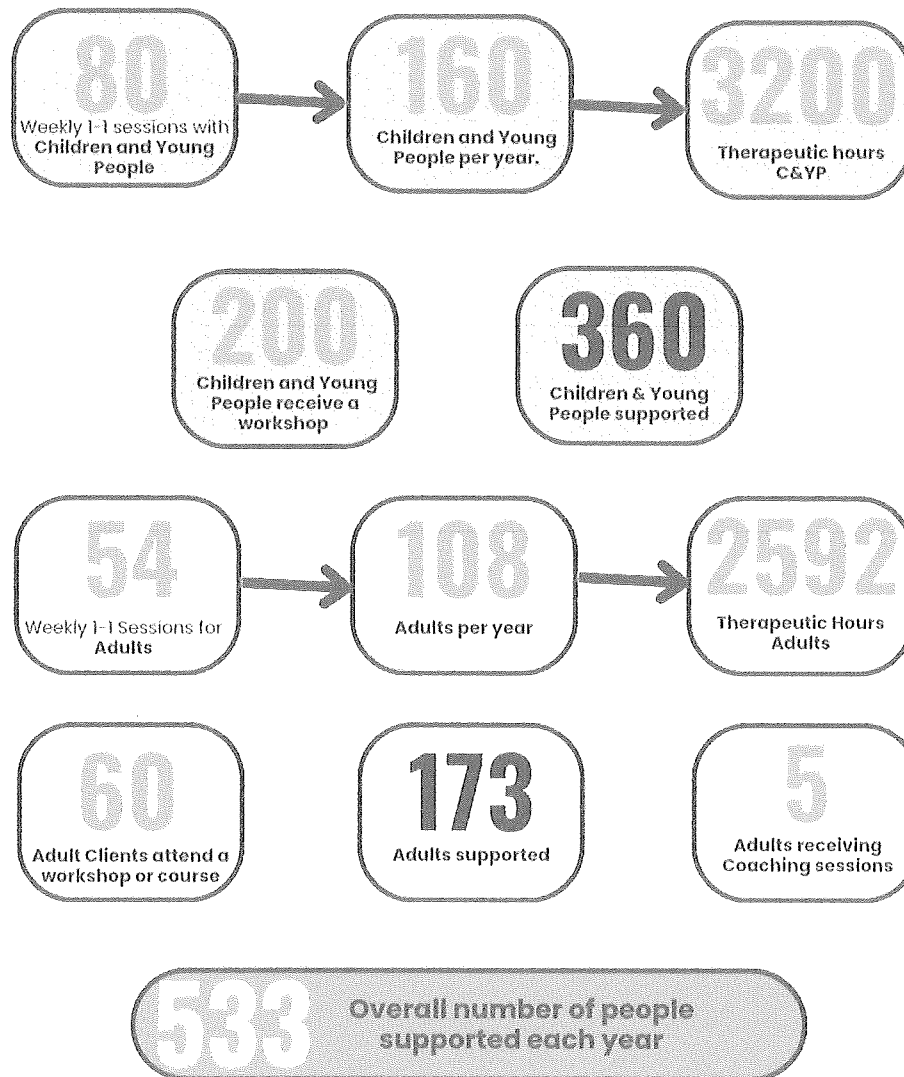 80
Weekly 1-1 sessions with
Children and Young
People
160
Children and Young
People per year.
3200
Therapeutic hours
C&YP
200
Children and Young
People receive a
workshop
360
Children & Young
People supported
54
Weekly 1-1 Sessions for
Adults
108
Adults per year
2592
Therapeutic Hours
Adults
60
Adult Clients attend a
workshop or course
173
Adults supported
5
Adults receiving
Coaching sessions
533
Overall number of people
supported each year